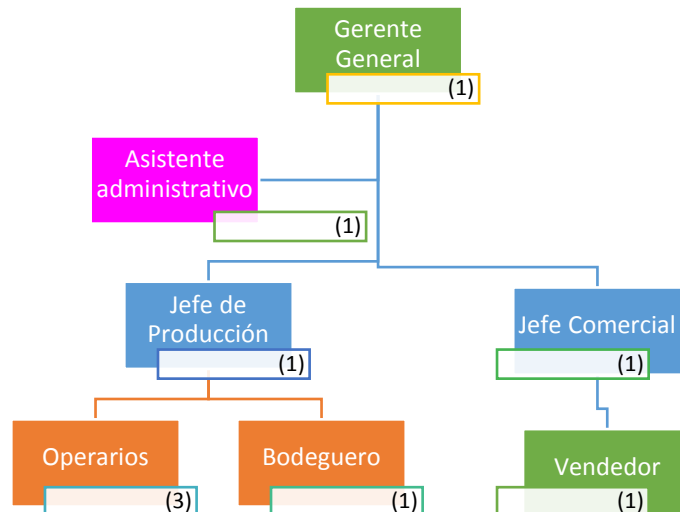 Gerente
General
(1)
Asistente
administrativo
(1)
Jefe de
Producción
(1)
Jefe Comercial
(1)
Operarios
(3)
Bodeguero
(1)
Vendedor
(1)